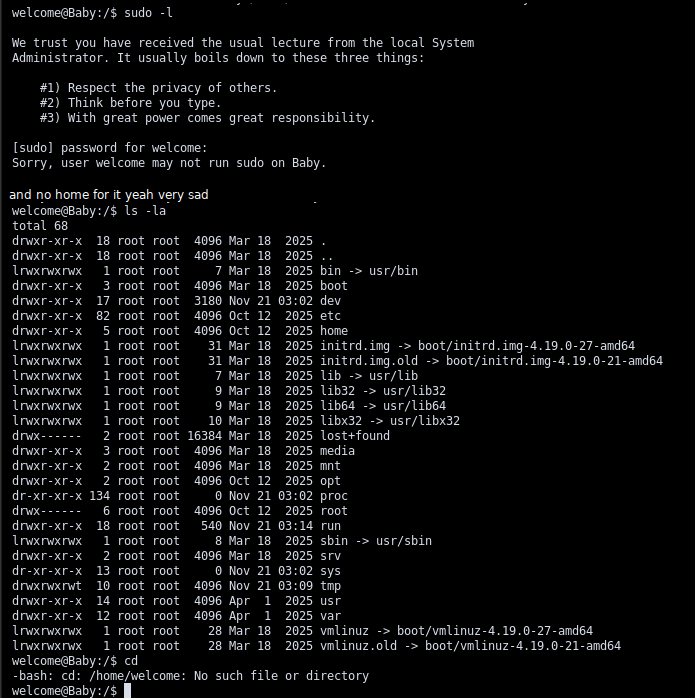 welcome@Baby:/$ sudo -l
We trust you have received the usual lecture from the local System
Administrator. It usually boils down to these three things:
#1) Respect the privacy of others.
#2) Think before you type.
#3) With great power comes great responsibility.
[sudo] password for welcome:
Sorry, user welcome may not run sudo on Baby.
and no home for it yeah very sad
welcome@Baby:/$ ls -la
total 68
drwxr-xr-x  18 root root  4096 Mar 18  2025 .
drwxr-xr-x  18 root root  4096 Mar 18  2025 ..
lrwxrwxrwx   1 root root     7 Mar 18  2025 bin -> usr/bin
drwxr-xr-x   3 root root  4096 Mar 18  2025 boot
drwxr-xr-x  17 root root  3180 Nov 21 03:02 dev
drwxr-xr-x  82 root root  4096 Oct 12  2025 etc
drwxr-xr-x   5 root root  4096 Oct 12  2025 home
lrwxrwxrwx   1 root root    31 Mar 18  2025 initrd.img -> boot/initrd.img-4.19.0-27-amd64
lrwxrwxrwx   1 root root    31 Mar 18  2025 initrd.img.old -> boot/initrd.img-4.19.0-21-amd64
lrwxrwxrwx   1 root root     7 Mar 18  2025 lib -> usr/lib
lrwxrwxrwx   1 root root     9 Mar 18  2025 lib32 -> usr/lib32
lrwxrwxrwx   1 root root     9 Mar 18  2025 lib64 -> usr/lib64
lrwxrwxrwx   1 root root    10 Mar 18  2025 libx32 -> usr/libx32
drwx------   2 root root 16384 Mar 18  2025 lost+found
drwxr-xr-x   3 root root  4096 Mar 18  2025 media
drwxr-xr-x   2 root root  4096 Mar 18  2025 mnt
drwxr-xr-x   2 root root  4096 Oct 12  2025 opt
dr-xr-xr-x 134 root root     0 Nov 21 03:02 proc
drwx------   6 root root  4096 Oct 12  2025 root
drwxr-xr-x  18 root root   540 Nov 21 03:14 run
lrwxrwxrwx   1 root root     8 Mar 18  2025 sbin -> usr/sbin
drwxr-xr-x   2 root root  4096 Mar 18  2025 srv
dr-xr-xr-x  13 root root     0 Nov 21 03:02 sys
drwxrwxrwt  10 root root  4096 Nov 21 03:09 tmp
drwxr-xr-x  14 root root  4096 Apr  1  2025 usr
drwxr-xr-x  12 root root  4096 Apr  1  2025 var
lrwxrwxrwx   1 root root    28 Mar 18  2025 vmlinuz -> boot/vmlinuz-4.19.0-27-amd64
lrwxrwxrwx   1 root root    28 Mar 18  2025 vmlinuz.old -> boot/vmlinuz-4.19.0-21-amd64
welcome@Baby:/$ cd
-bash: cd: /home/welcome: No such file or directory
welcome@Baby:/$